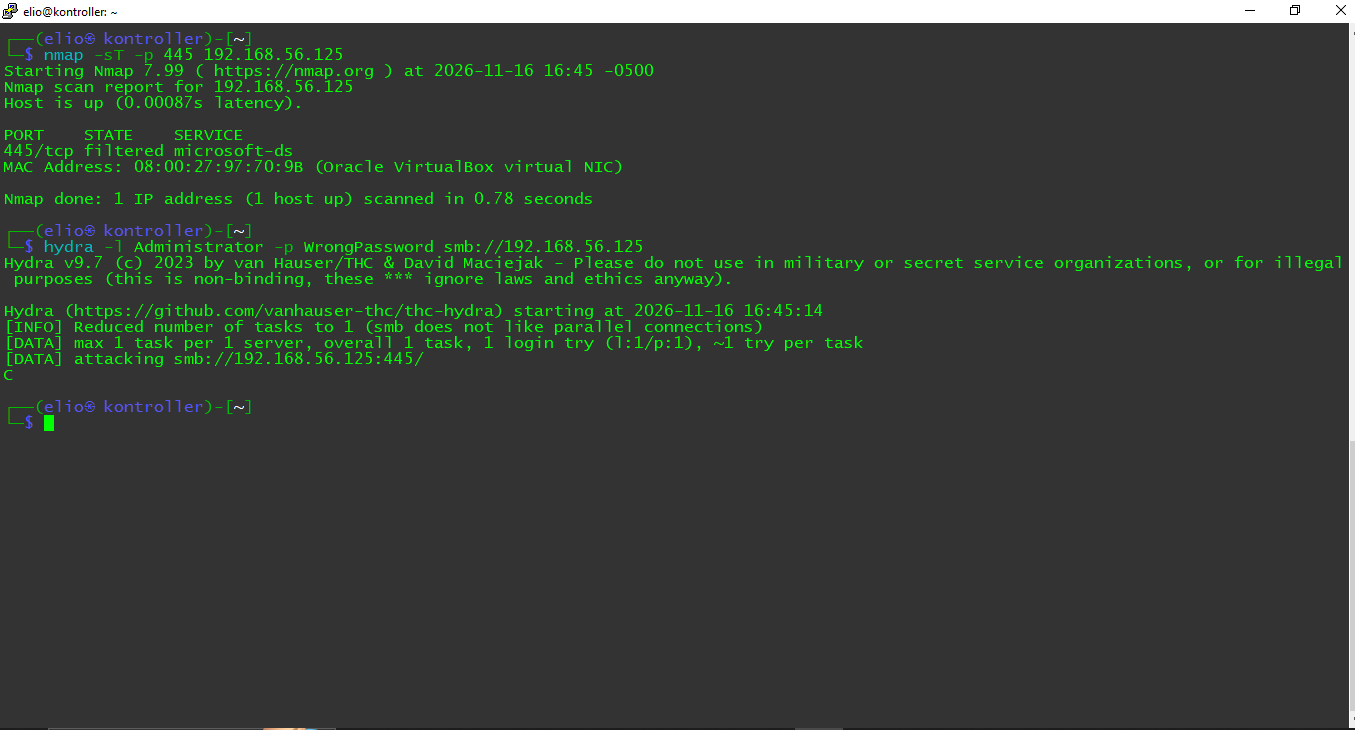 elio@kontroller: ~
┌──(elio㉿ kontroller)-[~]
└─$ nmap -sT -p 445 192.168.56.125
Starting Nmap 7.99 ( https://nmap.org ) at 2026-11-16 16:45 -0500
Nmap scan report for 192.168.56.125
Host is up (0.00087s latency).
PORT    STATE    SERVICE
445/tcp filtered microsoft-ds
MAC Address: 08:00:27:97:70:9B (Oracle VirtualBox virtual NIC)
Nmap done: 1 IP address (1 host up) scanned in 0.78 seconds
┌──(elio㉿ kontroller)-[~]
└─$ hydra -l Administrator -p WrongPassword smb://192.168.56.125
Hydra v9.7 (c) 2023 by van Hauser/THC & David Maciejak - Please do not use in military or secret service organizations, or for illegal
purposes (this is non-binding, these *** ignore laws and ethics anyway).
Hydra (https://github.com/vanhauser-thc/thc-hydra) starting at 2026-11-16 16:45:14
[INFO] Reduced number of tasks to 1 (smb does not like parallel connections)
[DATA] max 1 task per 1 server, overall 1 task, 1 login try (l:1/p:1), ~1 try per task
[DATA] attacking smb://192.168.56.125:445/
C
┌──(elio㉿ kontroller)-[~]
└─$